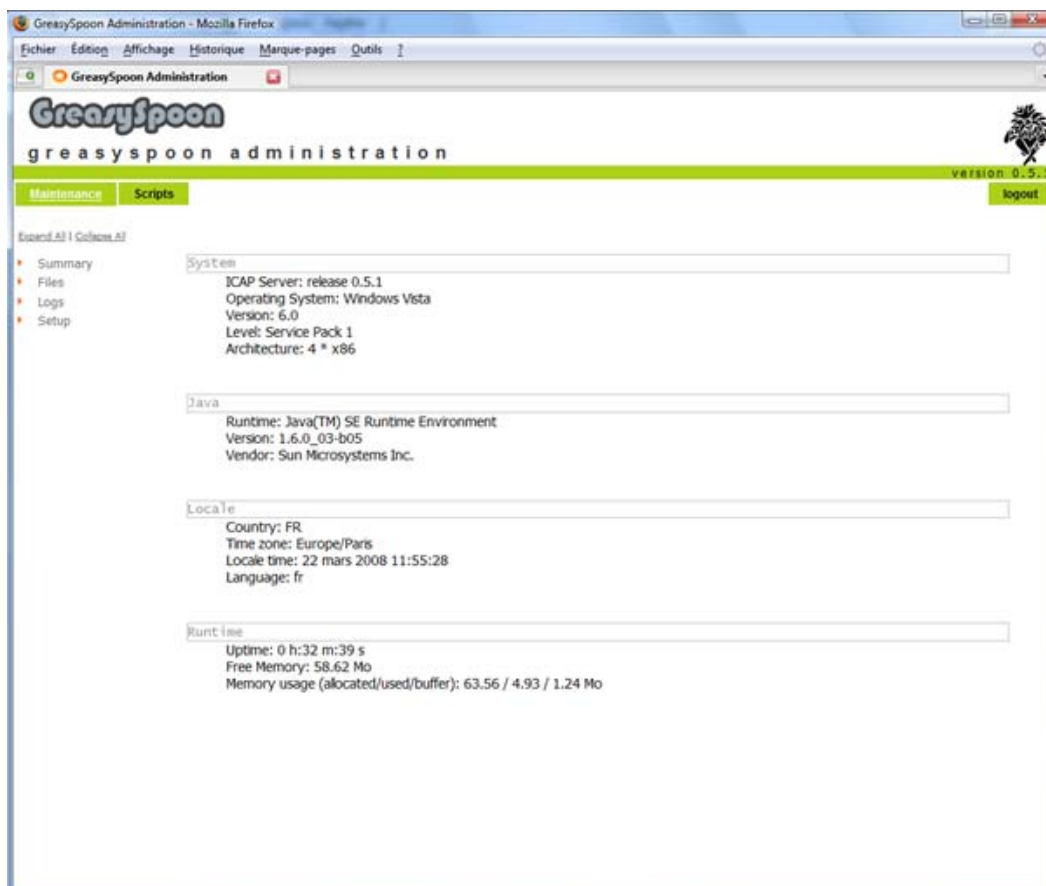 GreasySpoon Administration - Mozilla Firefox
Fichier Édition Affichage Historique Marque-pages Outils ?
GreasySpoon Administration
GreasySpoon
greasyspoon administration
version 0.5.
Maintenance Scripts logout
Expand All | Collapse All
Summary
Files
Logs
Setup
System
ICAP Server: release 0.5.1
Operating System: Windows Vista
Version: 6.0
Level: Service Pack 1
Architecture: 4 * x86
Java
Runtime: Java(TM) SE Runtime Environment
Version: 1.6.0_03-b05
Vendor: Sun Microsystems Inc.
Locale
Country: FR
Time zone: Europe/Paris
Locale time: 22 mars 2008 11:55:28
Language: fr
Runtime
Uptime: 0 h:32 m:39 s
Free Memory: 58.62 Mo
Memory usage (allocated/used/buffer): 63.56 / 4.93 / 1.24 Mo